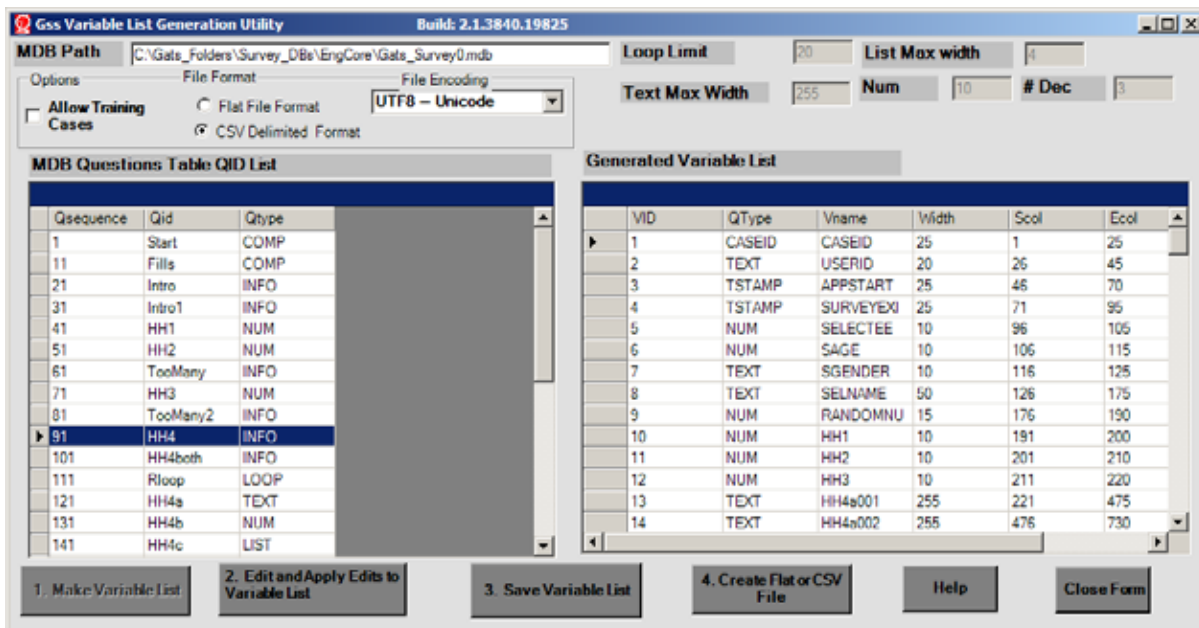 Gss Variable List Generation Utility Build: 2.1.3840.19825
MDB Path C:\Gats_Folders\Survey_DBs\EngCore\Gats_Survey0.mdb Loop Limit 20 List Max width 4
Options File Format File Encoding
Allow Training Cases Flat File Format UTF8 – Unicode Text Max Width 255 Num 10 # Dec 3
CSV Delimited Format
MDB Questions Table QID List
Qsequence Qid Qtype
1 Start COMP
11 Fills COMP
21 Intro INFO
31 Intro1 INFO
41 HH1 NUM
51 HH2 NUM
61 TooMany INFO
71 HH3 NUM
81 TooMany2 INFO
91 HH4 INFO
101 HH4both INFO
111 Rloop LOOP
121 HH4a TEXT
131 HH4b NUM
141 HH4c LIST
Generated Variable List
VID QType Vname Width Scol Ecol
1 CASEID CASEID 25 1 25
2 TEXT USERID 20 26 45
3 TSTAMP APPSTART 25 46 70
4 TSTAMP SURVEYEXI 25 71 95
5 NUM SELECTEE 10 96 105
6 NUM SAGE 10 106 115
7 TEXT SGENDER 10 116 125
8 TEXT SELNAME 50 126 175
9 NUM RANDOMNU 15 176 190
10 NUM HH1 10 191 200
11 NUM HH2 10 201 210
12 NUM HH3 10 211 220
13 TEXT HH4a001 255 221 475
14 TEXT HH4a002 255 476 730
1. Make Variable List
2. Edit and Apply Edits to Variable List
3. Save Variable List
4. Create Flat or CSV File
Help
Close Form